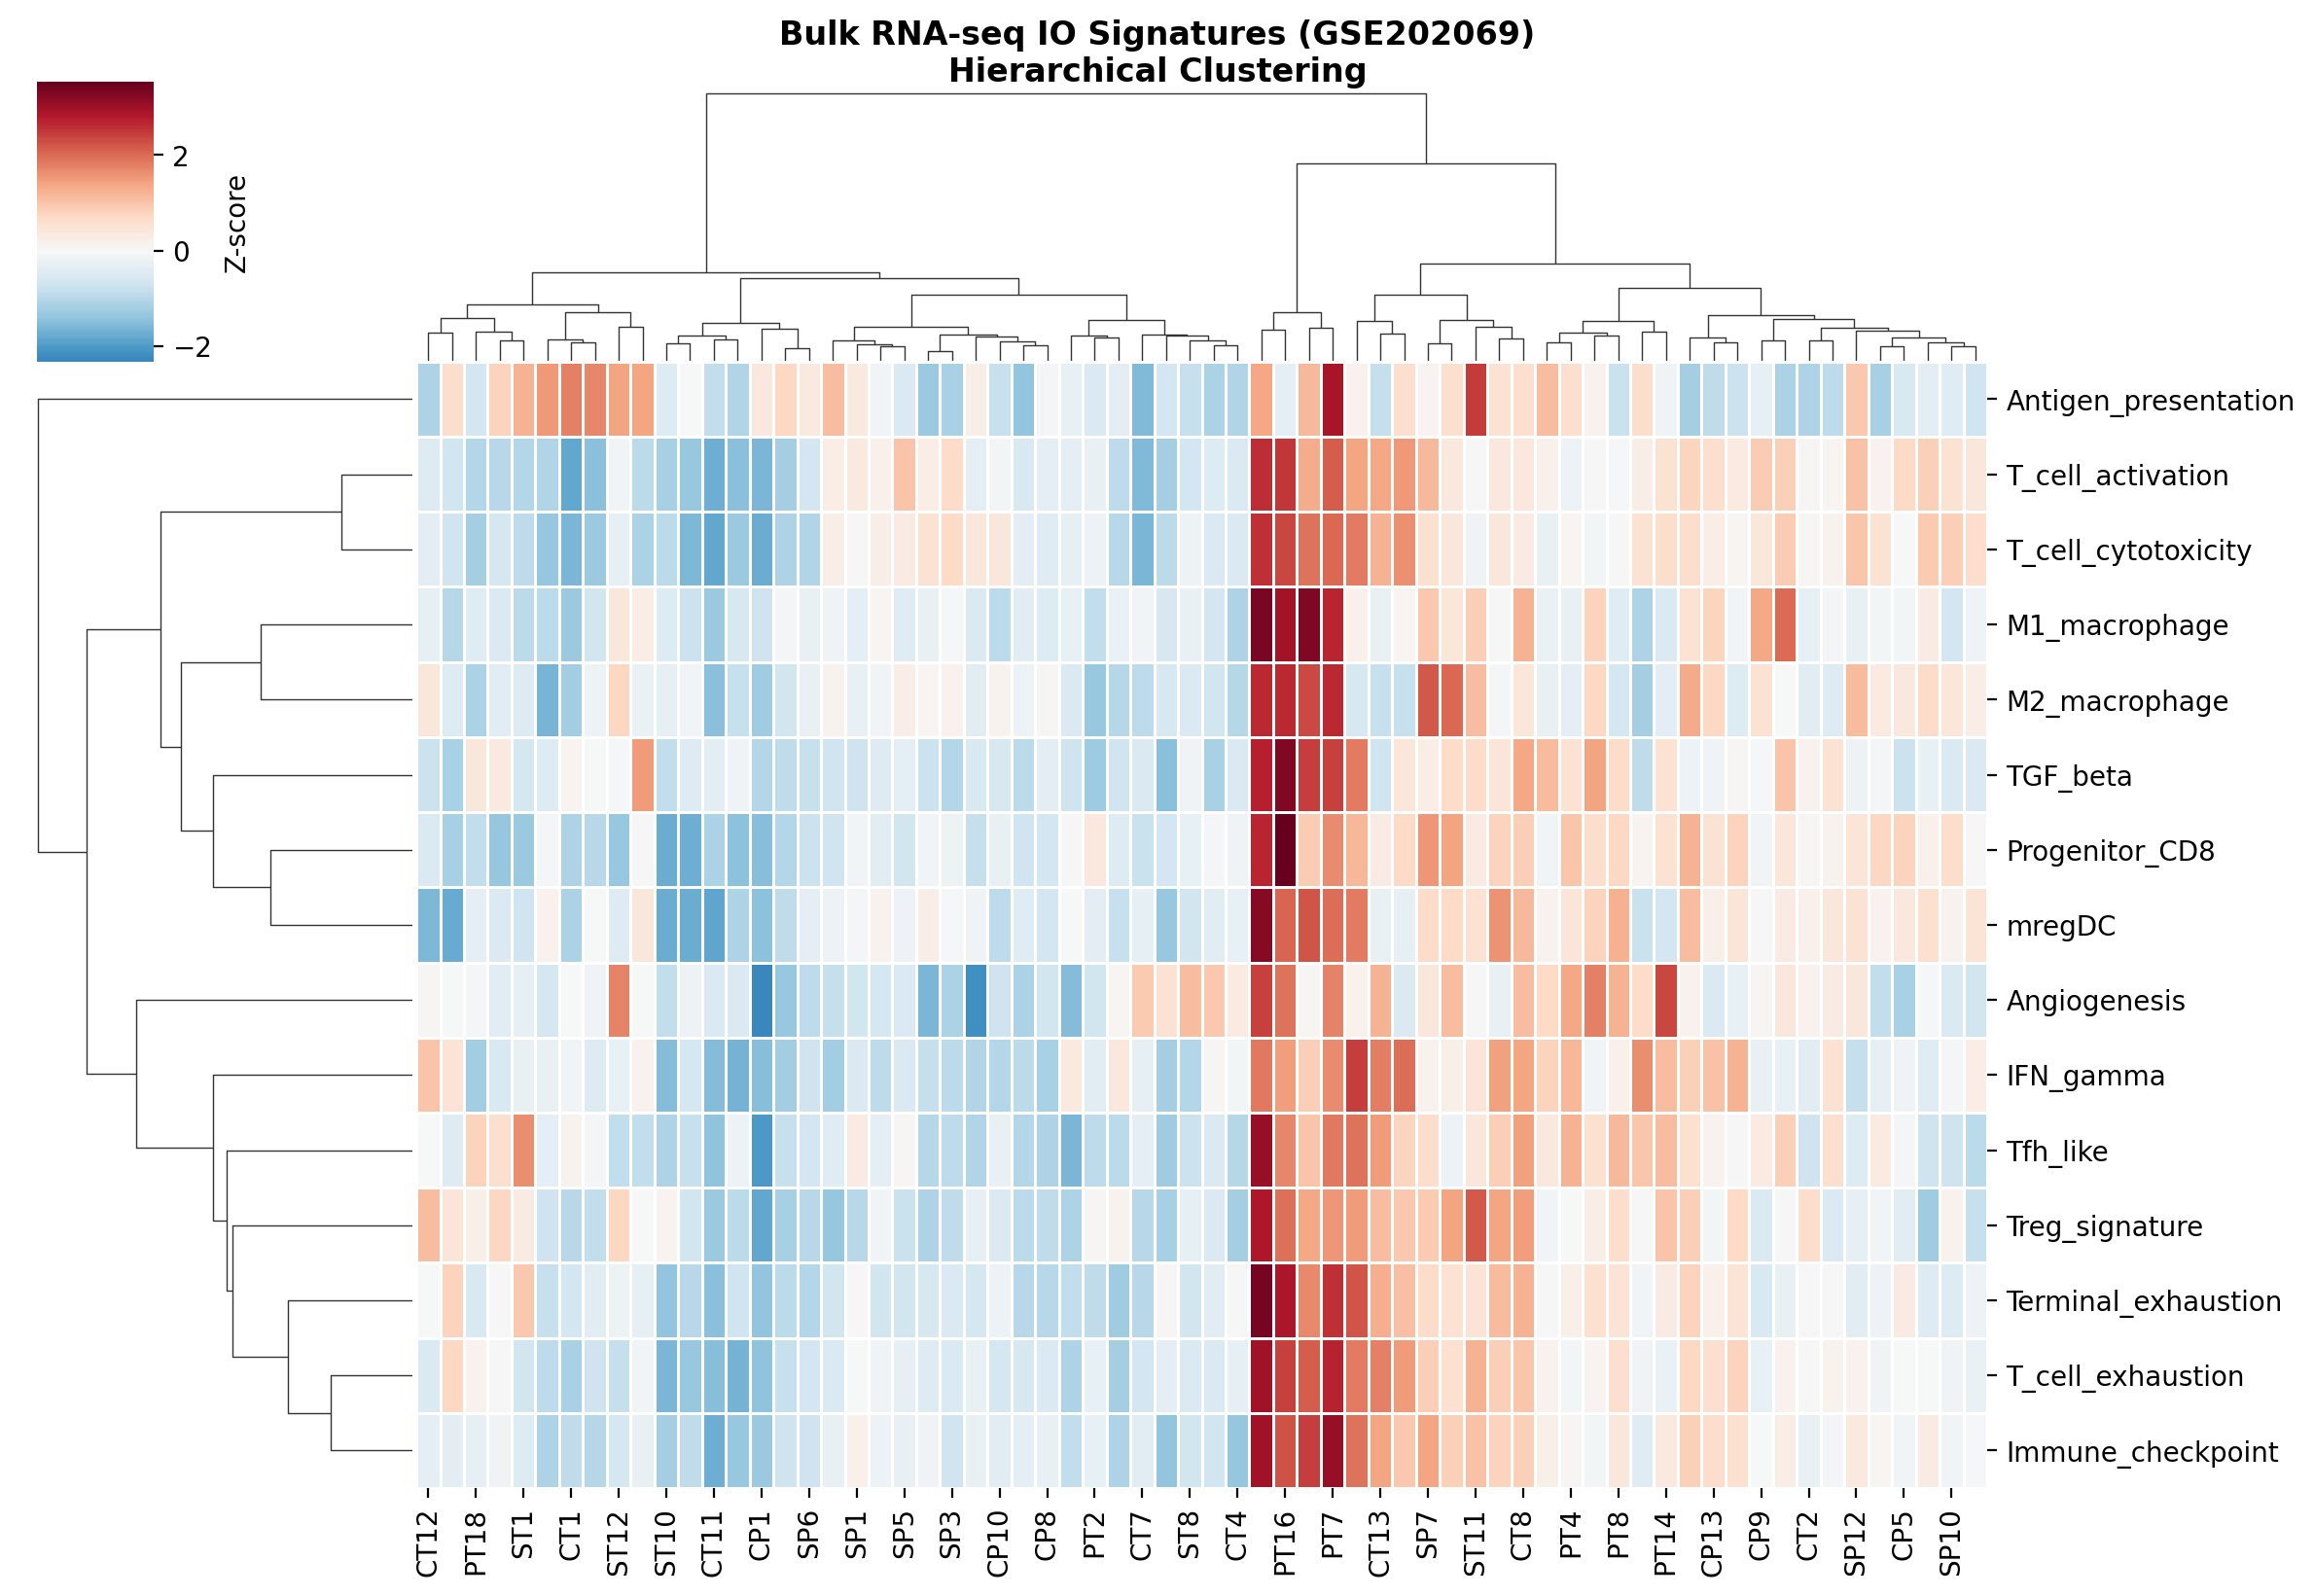 Bulk RNA-seq IO Signatures (GSE202069)
Hierarchical Clustering
2
0
−2
Z-score
Antigen_presentation
T_cell_activation
T_cell_cytotoxicity
M1_macrophage
M2_macrophage
TGF_beta
Progenitor_CD8
mregDC
Angiogenesis
IFN_gamma
Tfh_like
Treg_signature
Terminal_exhaustion
T_cell_exhaustion
Immune_checkpoint
CT12
PT18
ST1
CT1
ST12
ST10
CT11
CP1
SP6
SP1
SP5
SP3
CP10
CP8
PT2
CT7
ST8
CT4
PT16
PT7
CT13
SP7
ST11
CT8
PT4
PT8
PT14
CP13
CP9
CT2
SP12
CP5
SP10